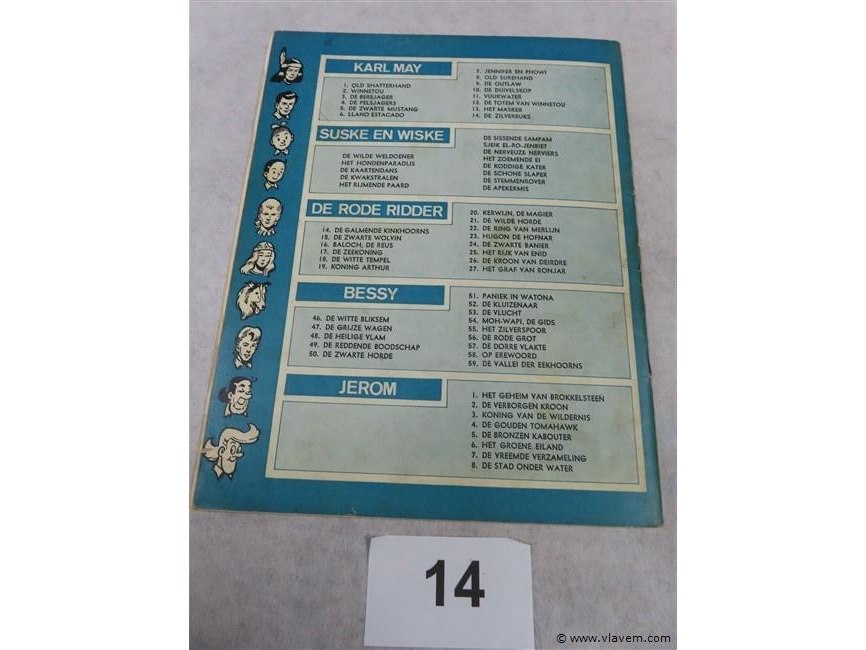 KARL MAY
1. OLD SHATTERHAND
2. WINNETOU
3. DE BEREJAGER
4. DE FELSJAGERS
5. DE ZWARTE MUSTANG
6. LLANO ESTACADO
7. JENNIFER EN PHOWI
8. OLD SUREHAND
9. DE OUTLAW
10. DE DUIVELSKOP
11. VUURWATER
12. DE TOTEM VAN WINNETOU
13. HET MASKER
14. DE ZILVERBUKS
SUSKE EN WISKE
DE WILDE WELDOENER
HET HONDENPARADIJS
DE KAARTENDANS
DE KWAKSTRALEN
HET RIJMENDE PAARD
DE SISSENDE SAMPAM
SJEIK EL-RO-JENBIET
DE NERVEUZE NERVIERS
HET ZOEMENDE EI
DE KODDIGE KATER
DE SCHONE SLAPER
DE STEMMENROVER
DE APEKERMIS
DE RODE RIDDER
14. DE GALMENDE KINKHOORNS
15. DE ZWARTE WOLVIN
16. BALOCH, DE REUS
17. DE ZEEKONING
18. DE WITTE TEMPEL
19. KONING ARTHUR
20. KERWIJN, DE MAGIER
21. DE WILDE HORDE
22. DE RING VAN MERLIJN
23. HUGON DE HOFNAR
24. DE ZWARTE BANIER
25. HET RIJK VAN ENID
26. DE KROON VAN DEIRDRE
27. HET GRAF VAN RONJAR
BESSY
46. DE WITTE BLIKSEM
47. DE GRIJZE WAGEN
48. DE HEILIGE VLAM
49. DE REDDENDE BOODSCHAP
50. DE ZWARTE HORDE
51. PANIEK IN WATONA
52. DE KLUIZENAAR
53. DE VLUCHT
54. MOH-WAPI, DE GIDS
55. HET ZILVERSPOOR
56. DE RODE GROT
57. DE DORRE VLAKTE
58. OP EREWOORD
59. DE VALLEI DER EEKHOORNS
JEROM
1. HET GEHEIM VAN BROKKELSTEEN
2. DE VERBORGEN KROON
3. KONING VAN DE WILDERNIS
4. DE GOUDEN TOMAHAWK
5. DE BRONZEN KABOUTER
6. HET GROENE EILAND
7. DE VREEMDE VERZAMELING
8. DE STAD ONDER WATER
14
© www.vlavem.com